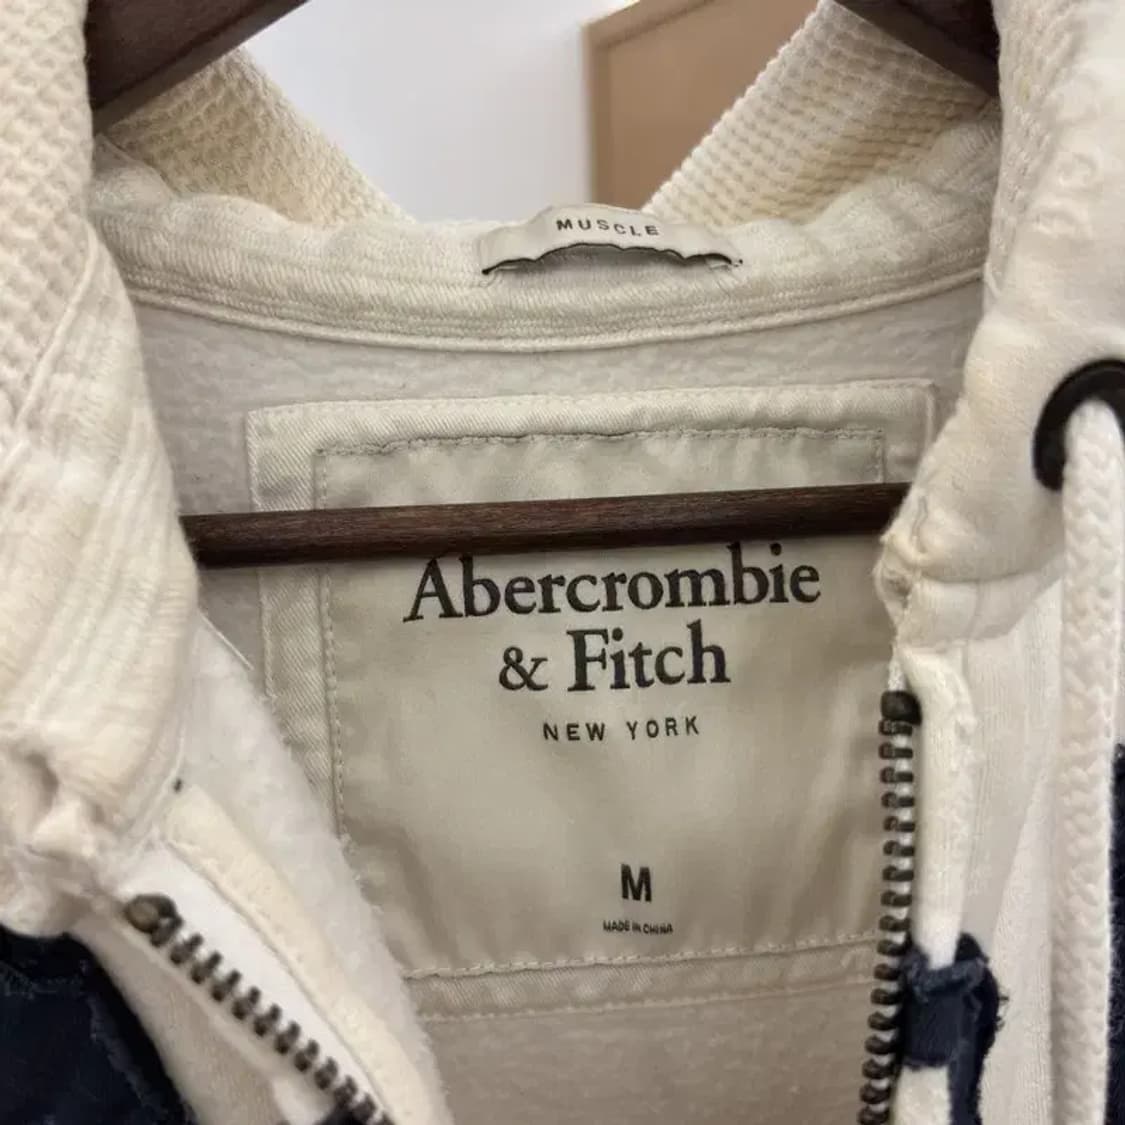 MUSCLE
Abercrombie
& Fitch
NEW YORK
M
MADE IN CHINA